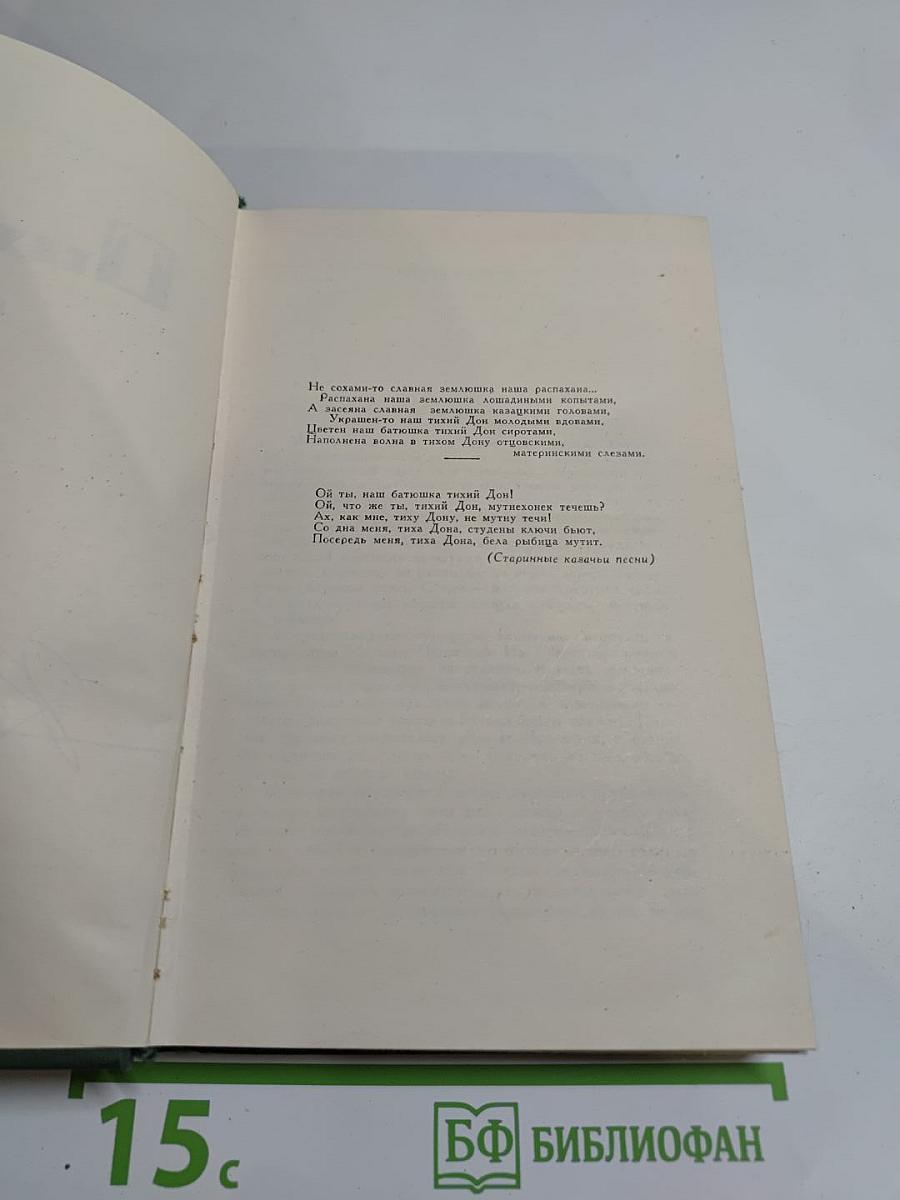 Не сохами-то славная землюшка наша распахана...
Распахана наша землюшка лошадиными копытами,
А засеяна славная землюшка казацкими головами,
Украшен-то наш тихий Дон молодыми вдовами,
Цветен наш батюшка тихий Дон сиротами,
Наполнена волна в тихом Дону отцовскими,
материнскими слезами.
Ой ты, наш батюшка тихий Дон!
Ой, что же ты, тихий Дон, мутнехонек течешь?
Ах, как мне, тиху Дону, не мутну течи!
Со дна меня, тиха Дона, студены ключи бьют,
Посередь меня, тиха Дона, бела рыбица мутит.
(Старинные казачьи песни)
15 с
БФ БИБЛИОФАН